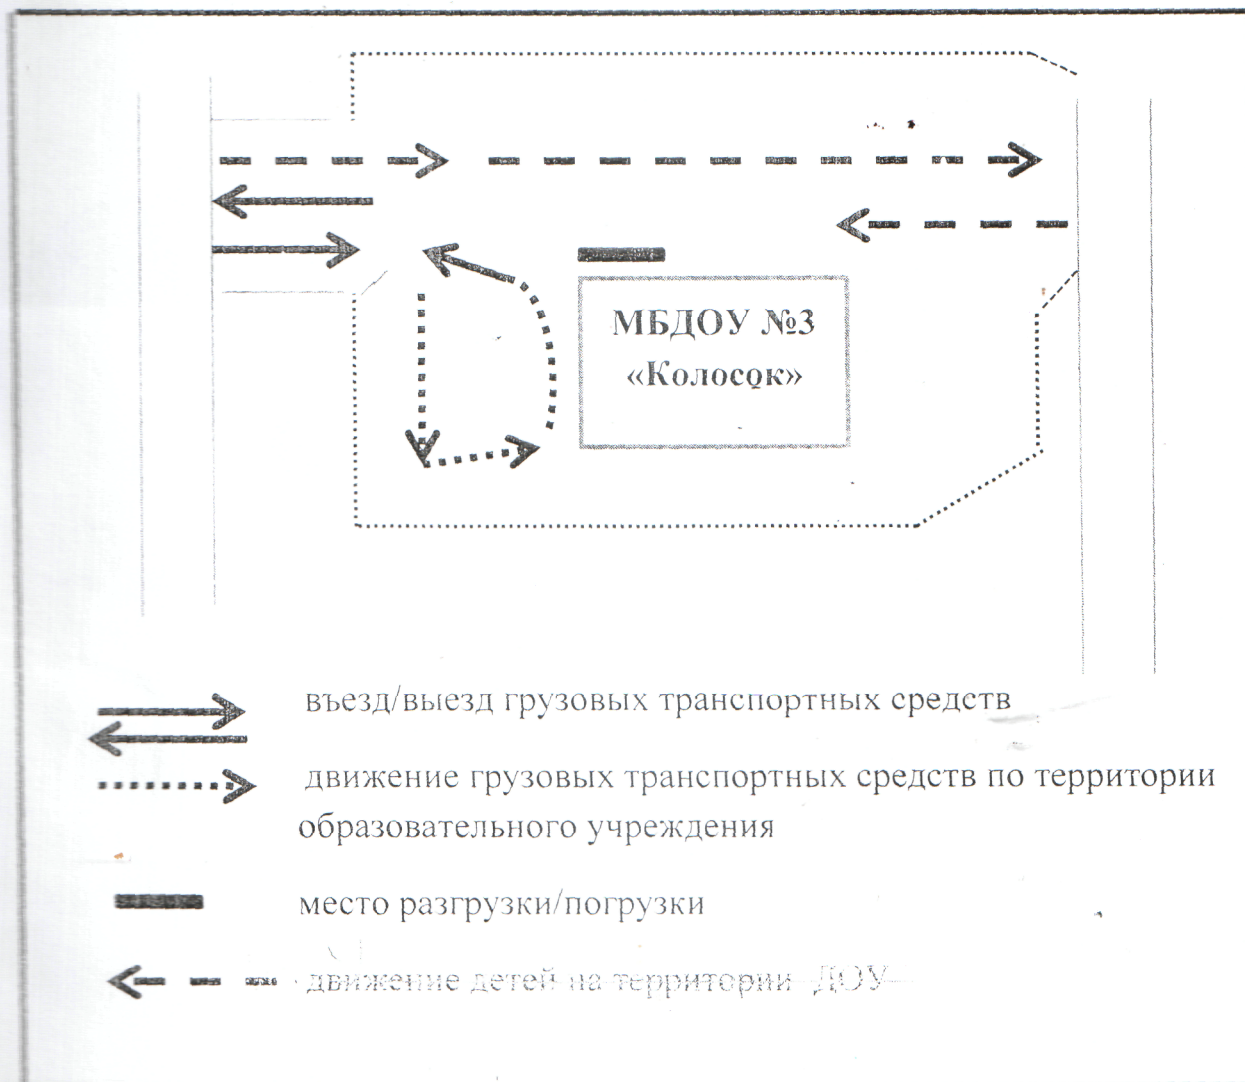 МБДОУ №3
«Колосок»
въезд/выезд грузовых транспортных средств
движение грузовых транспортных средств по территории
образовательного учреждения
место разгрузки/погрузки
движение детей на территории ДОУ